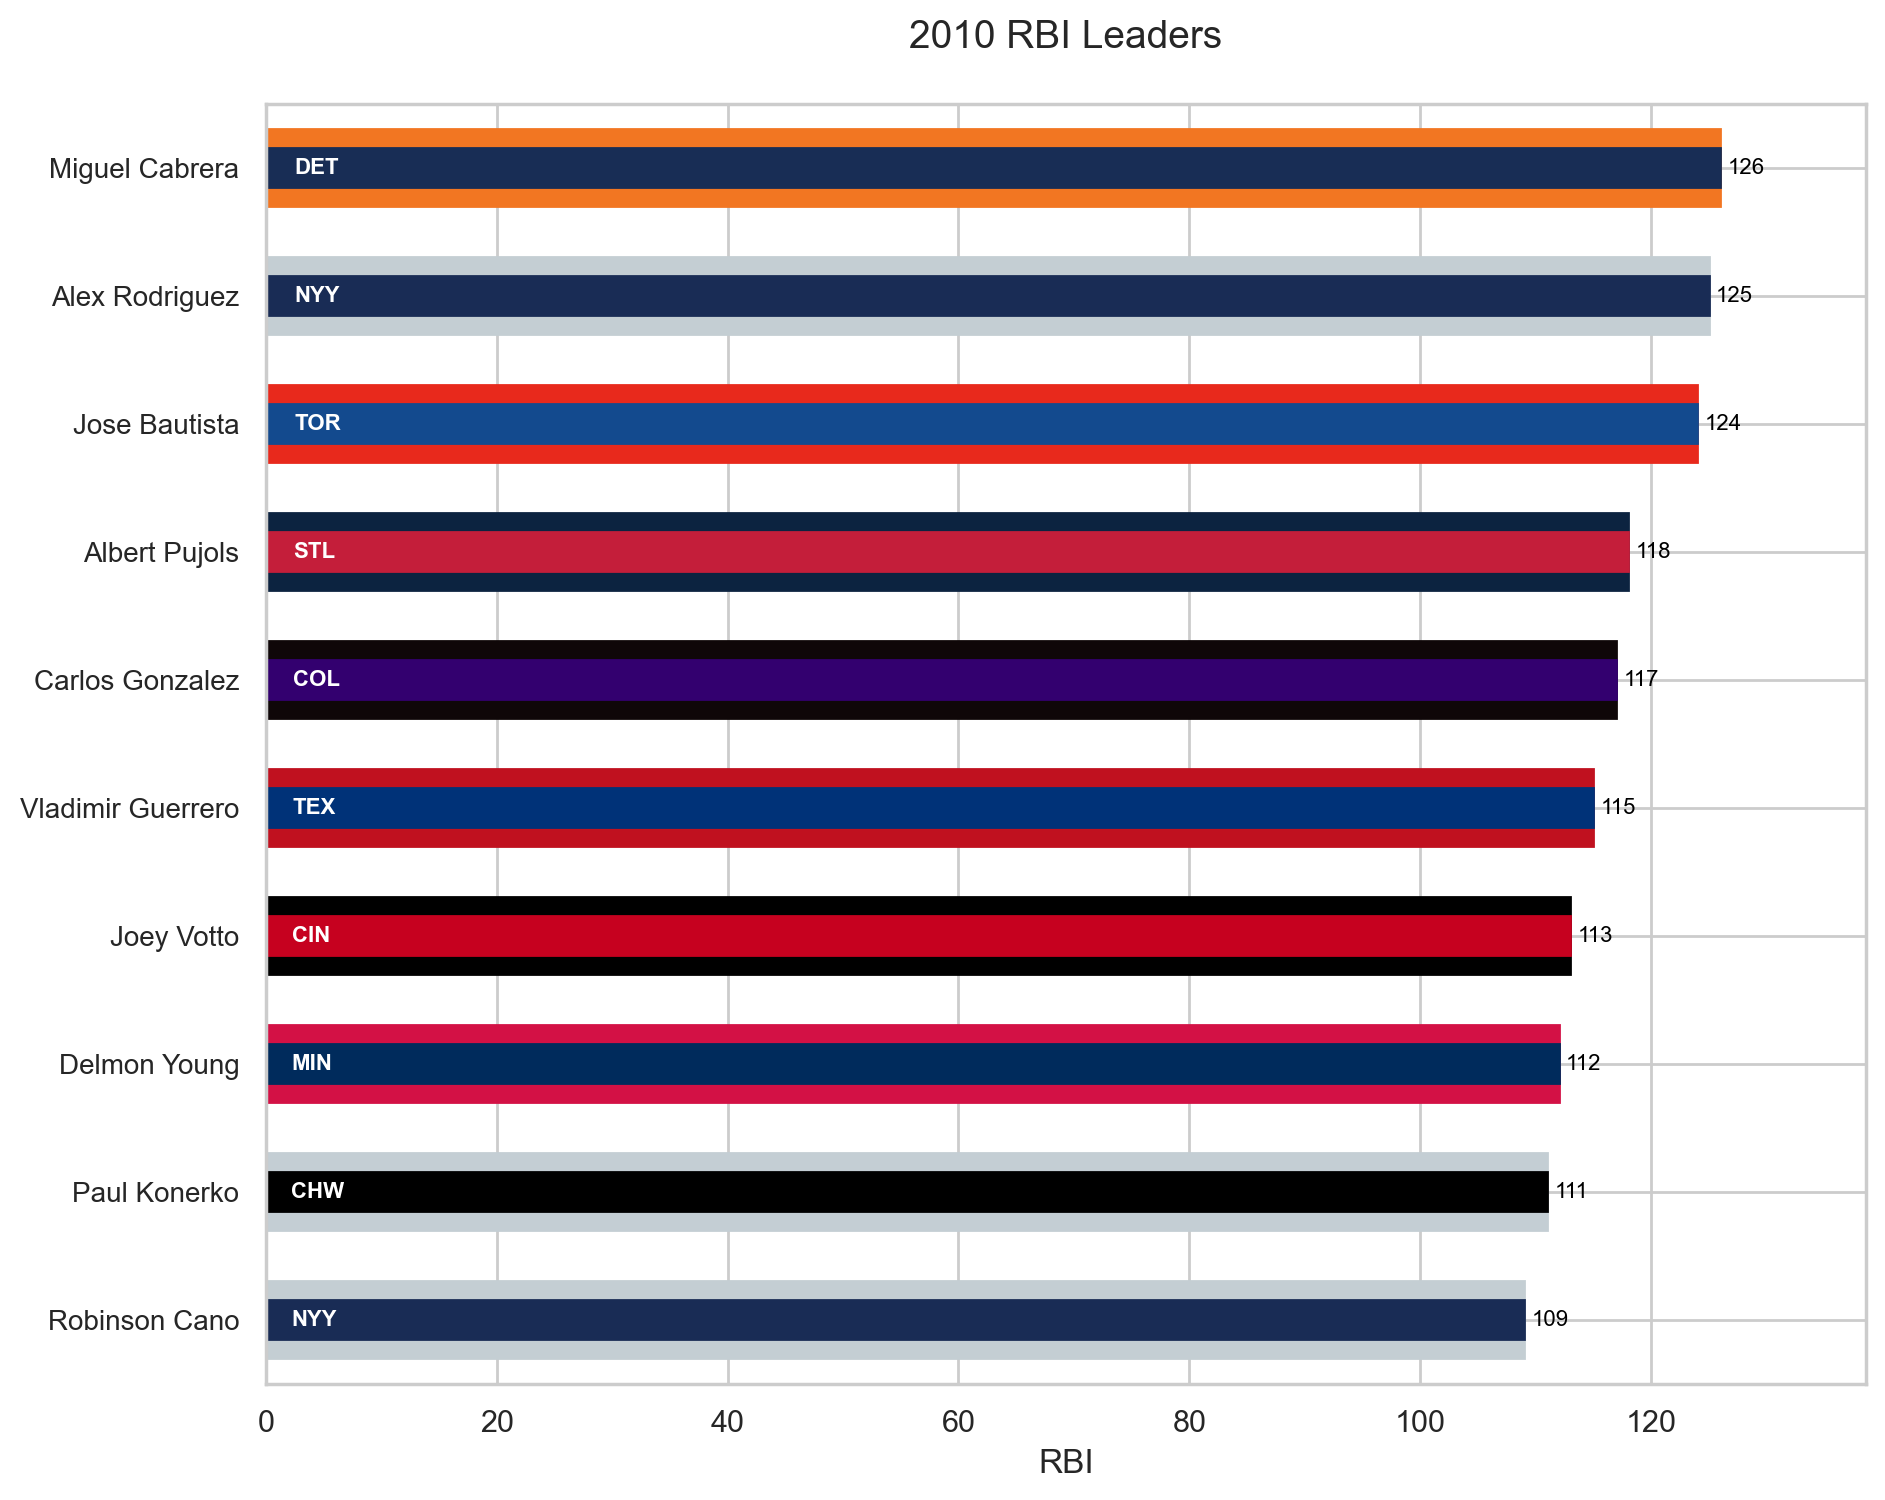 2010 RBI Leaders
Miguel Cabrera DET 126
Alex Rodriguez NYY 125
Jose Bautista TOR 124
Albert Pujols STL 118
Carlos Gonzalez COL 117
Vladimir Guerrero TEX 115
Joey Votto CIN 113
Delmon Young MIN 112
Paul Konerko CHW 111
Robinson Cano NYY 109
0 20 40 60 80 100 120
RBI